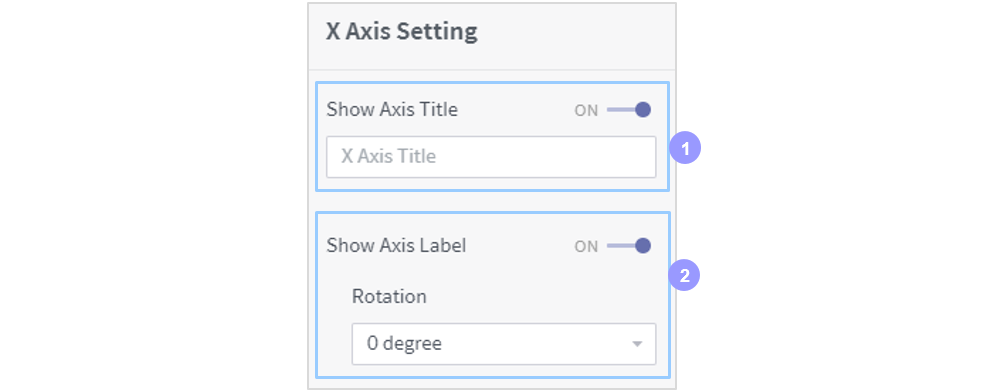 X Axis Setting
Show Axis Title ON
X Axis Title
1
Show Axis Label ON
2
Rotation
0 degree